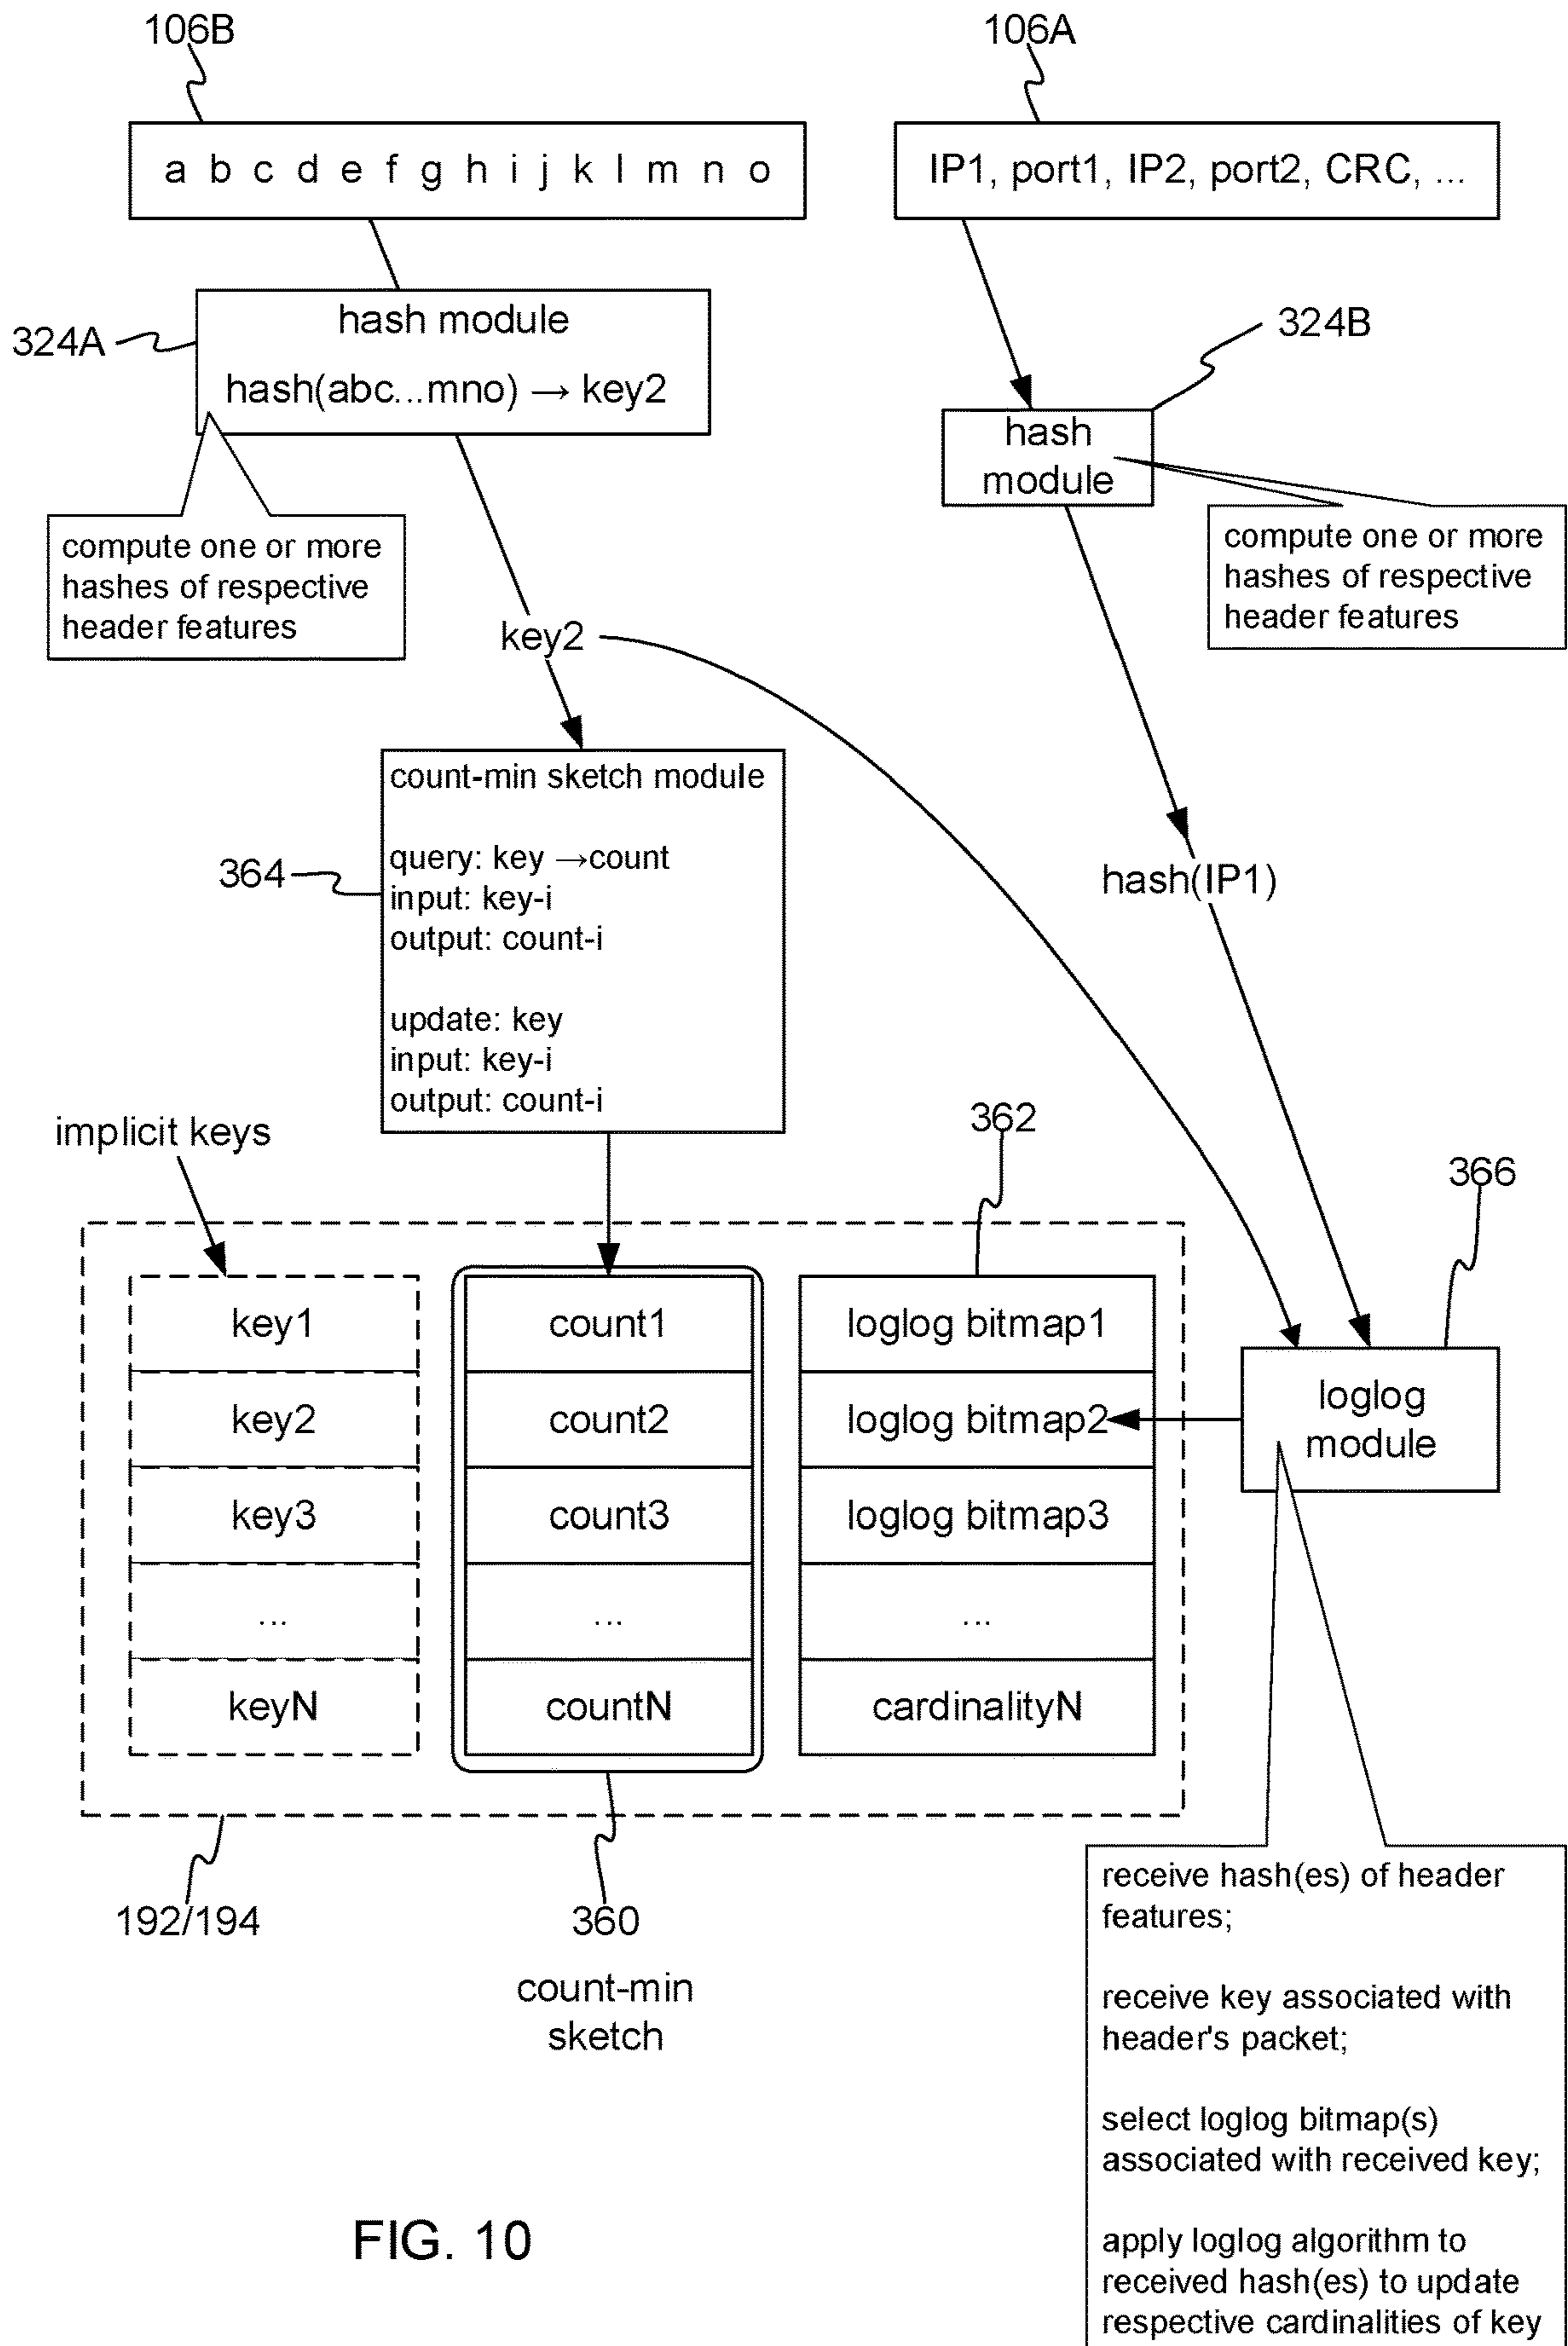 106B
106A
a b c d e f g h i j k l m n o
IP1, port1, IP2, port2, CRC, ...
324A
hash module
hash(abc...mno) → key2
324B
hash
module
compute one or more
hashes of respective
header features
compute one or more
hashes of respective
header features
key2
count-min sketch module
query: key →count
input: key-i
output: count-i
update: key
input: key-i
output: count-i
364
hash(IP1)
implicit keys
362
366
key1
count1
loglog bitmap1
key2
count2
loglog bitmap2
key3
count3
loglog bitmap3
...
...
...
keyN
countN
cardinalityN
loglog
module
192/194
360
count-min
sketch
receive hash(es) of header
features;
receive key associated with
header's packet;
select loglog bitmap(s)
associated with received key;
apply loglog algorithm to
received hash(es) to update
respective cardinalities of key
FIG. 10